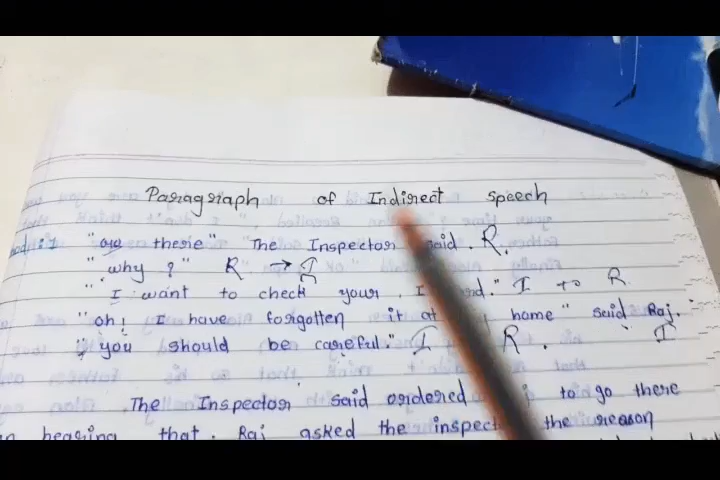 Paragraph of Indirect speech
:1 "go there" The Inspector said. R.
"why?" R → I
"I want to check your I " I to R
"oh! I have forgotten it at home" said Raj. I
"you should be careful." I R.
The Inspector said ordered to go there
hearing that. Raj asked the inspector the reason